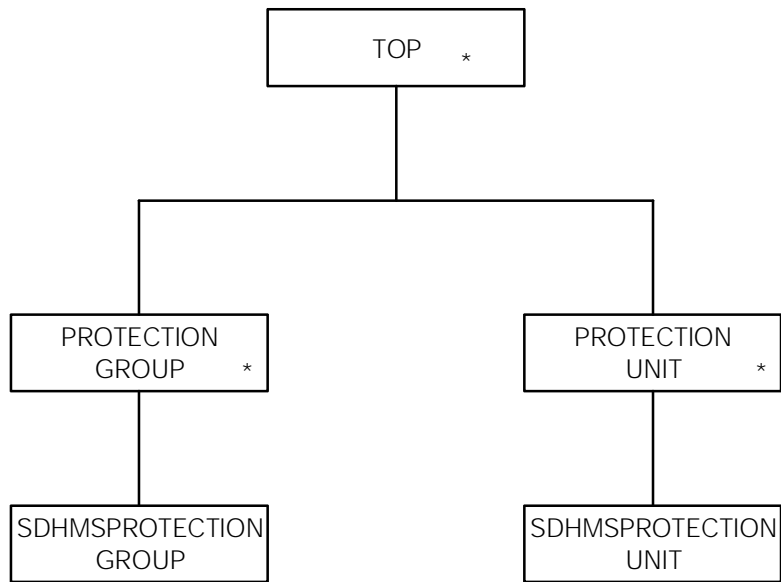 TOP *
PROTECTION
GROUP *
PROTECTION
UNIT *
SDHMSPROTECTION
GROUP
SDHMSPROTECTION
UNIT